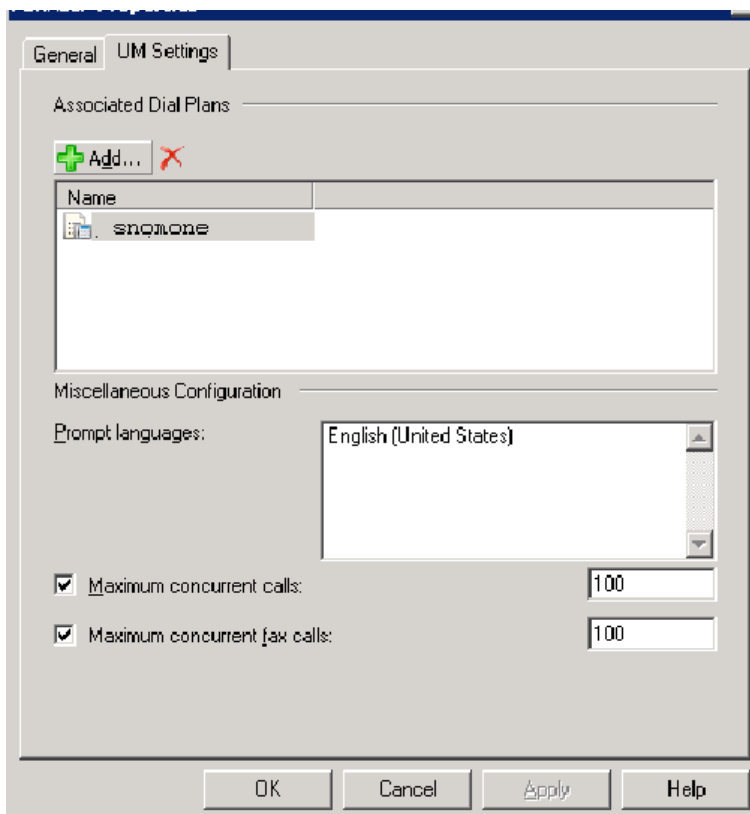 General UM Settings
Associated Dial Plans
Add...
Name
snomone
Miscellaneous Configuration
Prompt languages: English (United States)
Maximum concurrent calls: 100
Maximum concurrent fax calls: 100
OK Cancel Apply Help